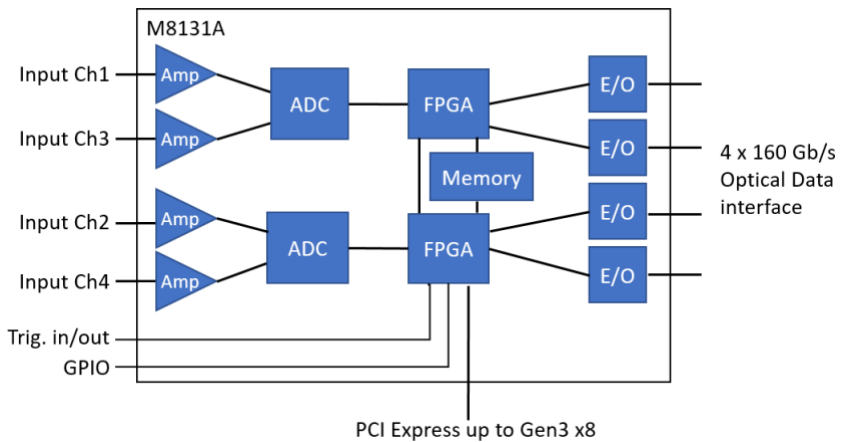 M8131A
Input Ch1
Amp
ADC
FPGA
E/O
Input Ch3
Amp
E/O
Memory
4 x 160 Gb/s
Optical Data
interface
Input Ch2
Amp
ADC
FPGA
E/O
Input Ch4
Amp
E/O
Trig. in/out
GPIO
PCI Express up to Gen3 x8